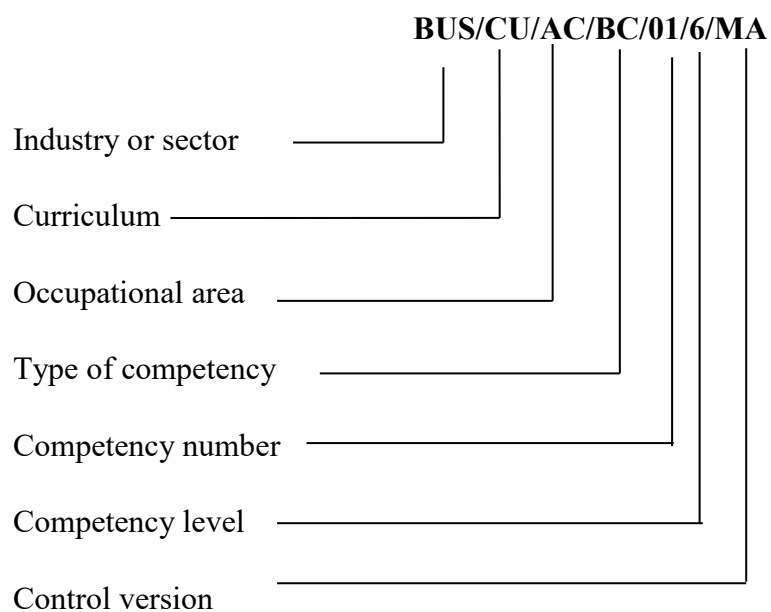 BUS/CU/AC/BC/01/6/MA
Industry or sector
Curriculum
Occupational area
Type of competency
Competency number
Competency level
Control version